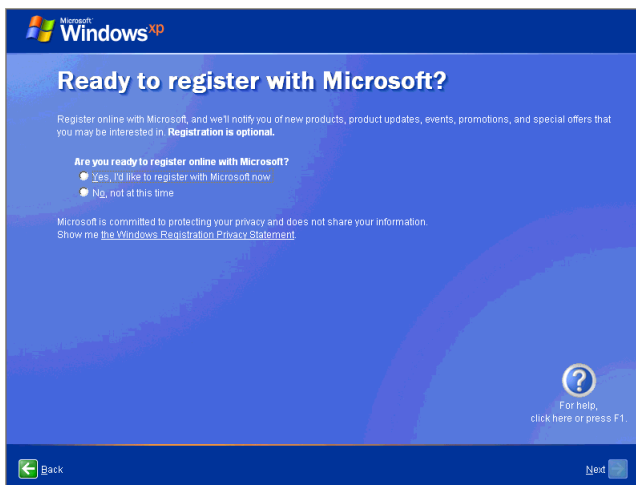 Microsoft
Windows xp
Ready to register with Microsoft?
Register online with Microsoft, and we'll notify you of new products, product updates, events, promotions, and special offers that
you may be interested in. Registration is optional.
Are you ready to register online with Microsoft?
Yes, I'd like to register with Microsoft now
No, not at this time
Microsoft is committed to protecting your privacy and does not share your information.
Show me the Windows Registration Privacy Statement.
?
For help,
click here or press F1.
Back
Next